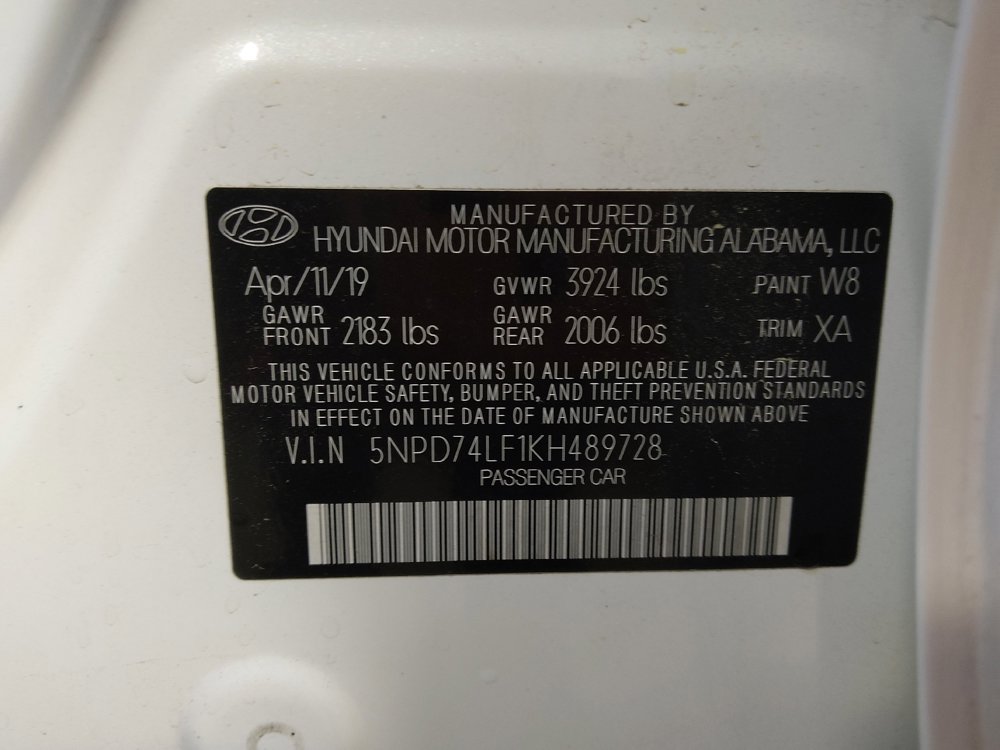 MANUFACTURED BY
HYUNDAI MOTOR MANUFACTURING ALABAMA, LLC
Apr/11/19 GVWR 3924 lbs PAINT W8
GAWR FRONT 2183 lbs GAWR REAR 2006 lbs TRIM XA
THIS VEHICLE CONFORMS TO ALL APPLICABLE U.S.A. FEDERAL
MOTOR VEHICLE SAFETY, BUMPER, AND THEFT PREVENTION STANDARDS
IN EFFECT ON THE DATE OF MANUFACTURE SHOWN ABOVE
V.I.N 5NPD74LF1KH489728
PASSENGER CAR